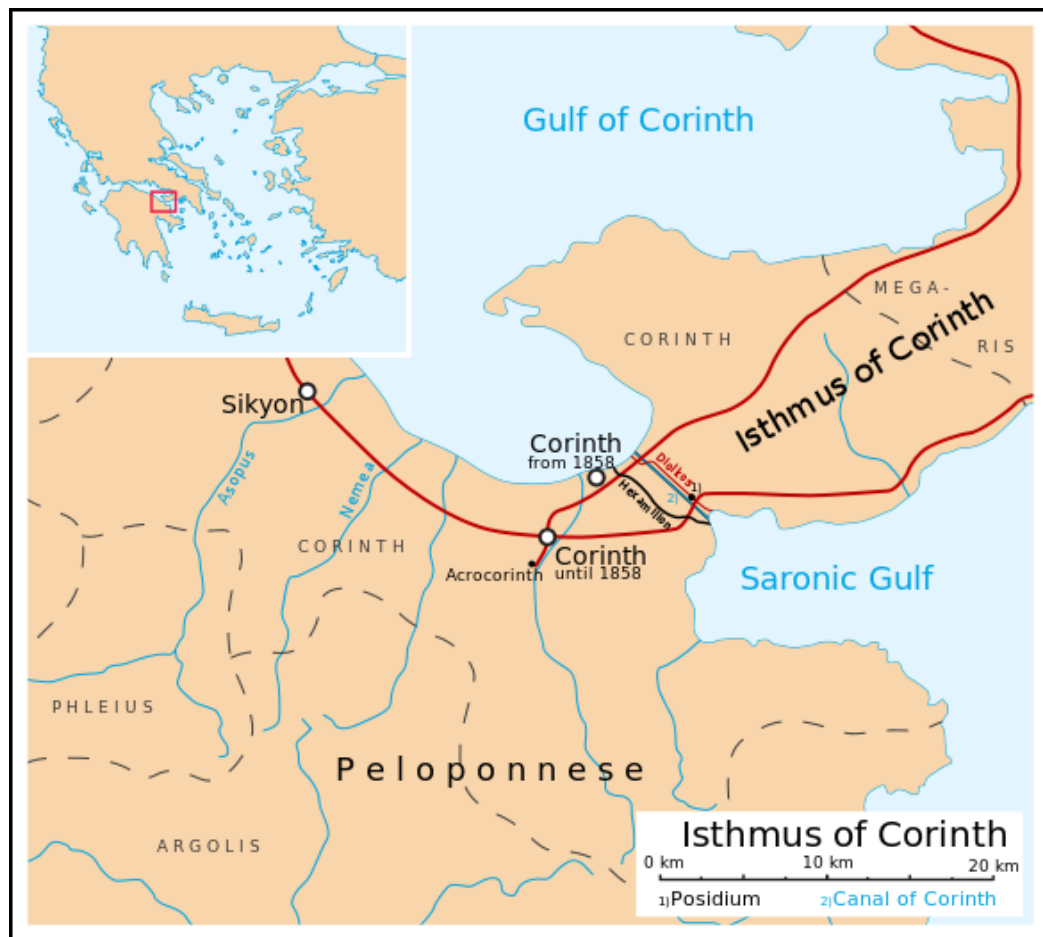 Gulf of Corinth
MEGA-
RIS
CORINTH
Isthmus of Corinth
Sikyon
Corinth
from 1858
Diolkos
1)
2)
Hexamilion
Asopus
Nemea
CORINTH
Corinth
until 1858
Acrocorinth
Saronic Gulf
PHLEIUS
Peloponnese
ARGOLIS
Isthmus of Corinth
0 km 10 km 20 km
1)Posidium 2)Canal of Corinth